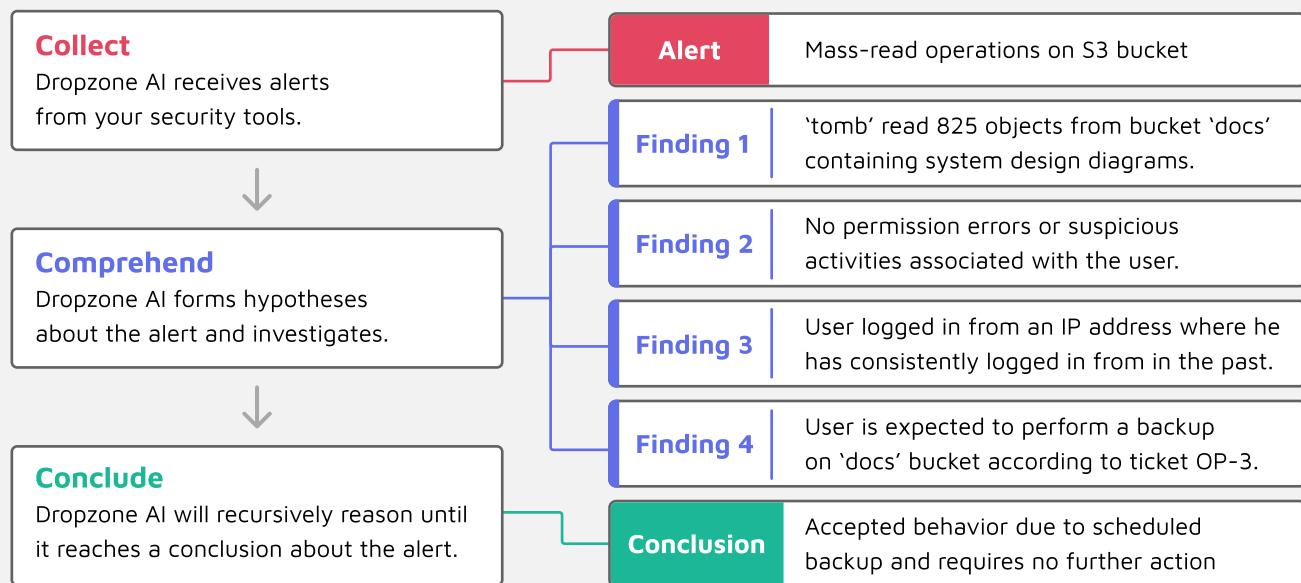 Collect
Dropzone AI receives alerts
from your security tools.
Comprehend
Dropzone AI forms hypotheses
about the alert and investigates.
Conclude
Dropzone AI will recursively reason until
it reaches a conclusion about the alert.
Alert
Mass-read operations on S3 bucket
Finding 1
‘tomb’ read 825 objects from bucket ‘docs’
containing system design diagrams.
Finding 2
No permission errors or suspicious
activities associated with the user.
Finding 3
User logged in from an IP address where he
has consistently logged in from in the past.
Finding 4
User is expected to perform a backup
on ‘docs’ bucket according to ticket OP-3.
Conclusion
Accepted behavior due to scheduled
backup and requires no further action